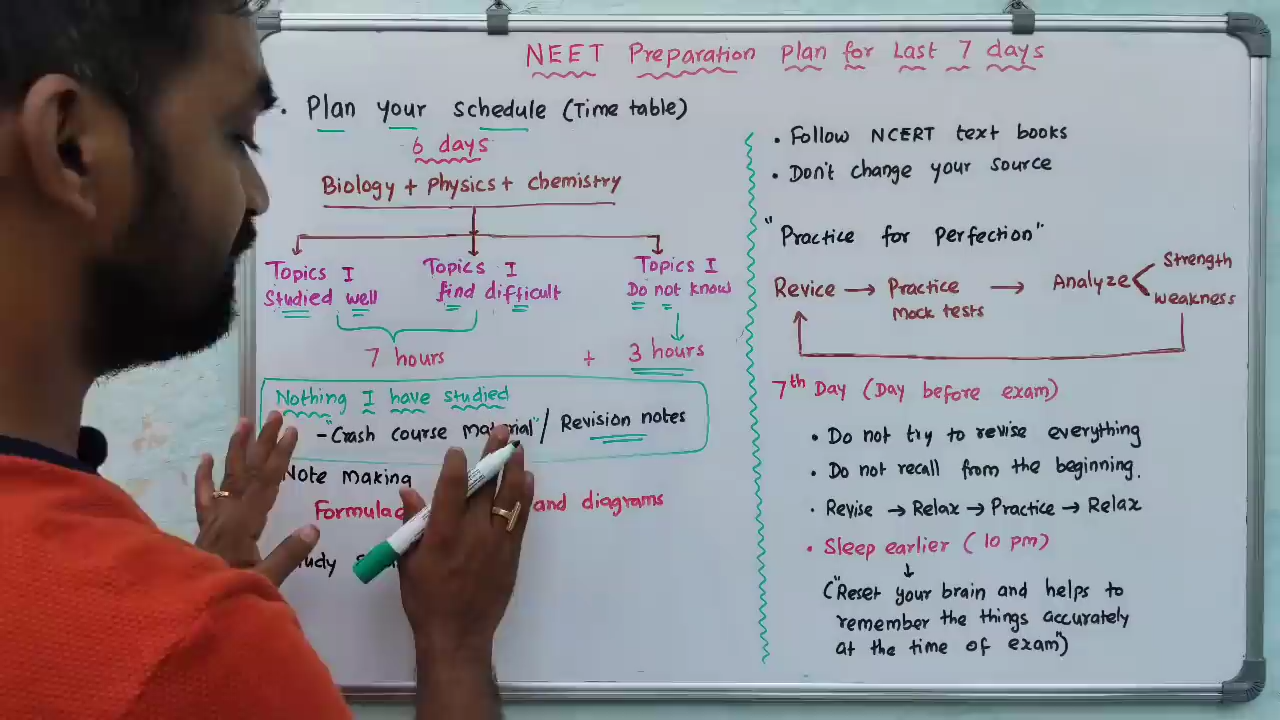 NEET Preparation Plan for Last 7 days
• Plan your schedule (Time table)
6 days
Biology + Physics + chemistry
Topics I
Studied well
Topics I
find difficult
Topics I
Do not know
7 hours + 3 hours
Nothing I have studied
- "Crash course material" / Revision notes
Note making
and diagrams
• Follow NCERT text books
• Don't change your source
"Practice for perfection"
Revice → Practice
Mock tests
→ Analyze
Strength
weakness
7th Day (Day before exam)
• Do not try to revise everything
• Do not recall from the beginning.
• Revise → Relax → Practice → Relax
• Sleep earlier (10 pm)
("Reset your brain and helps to
remember the things accurately
at the time of exam")